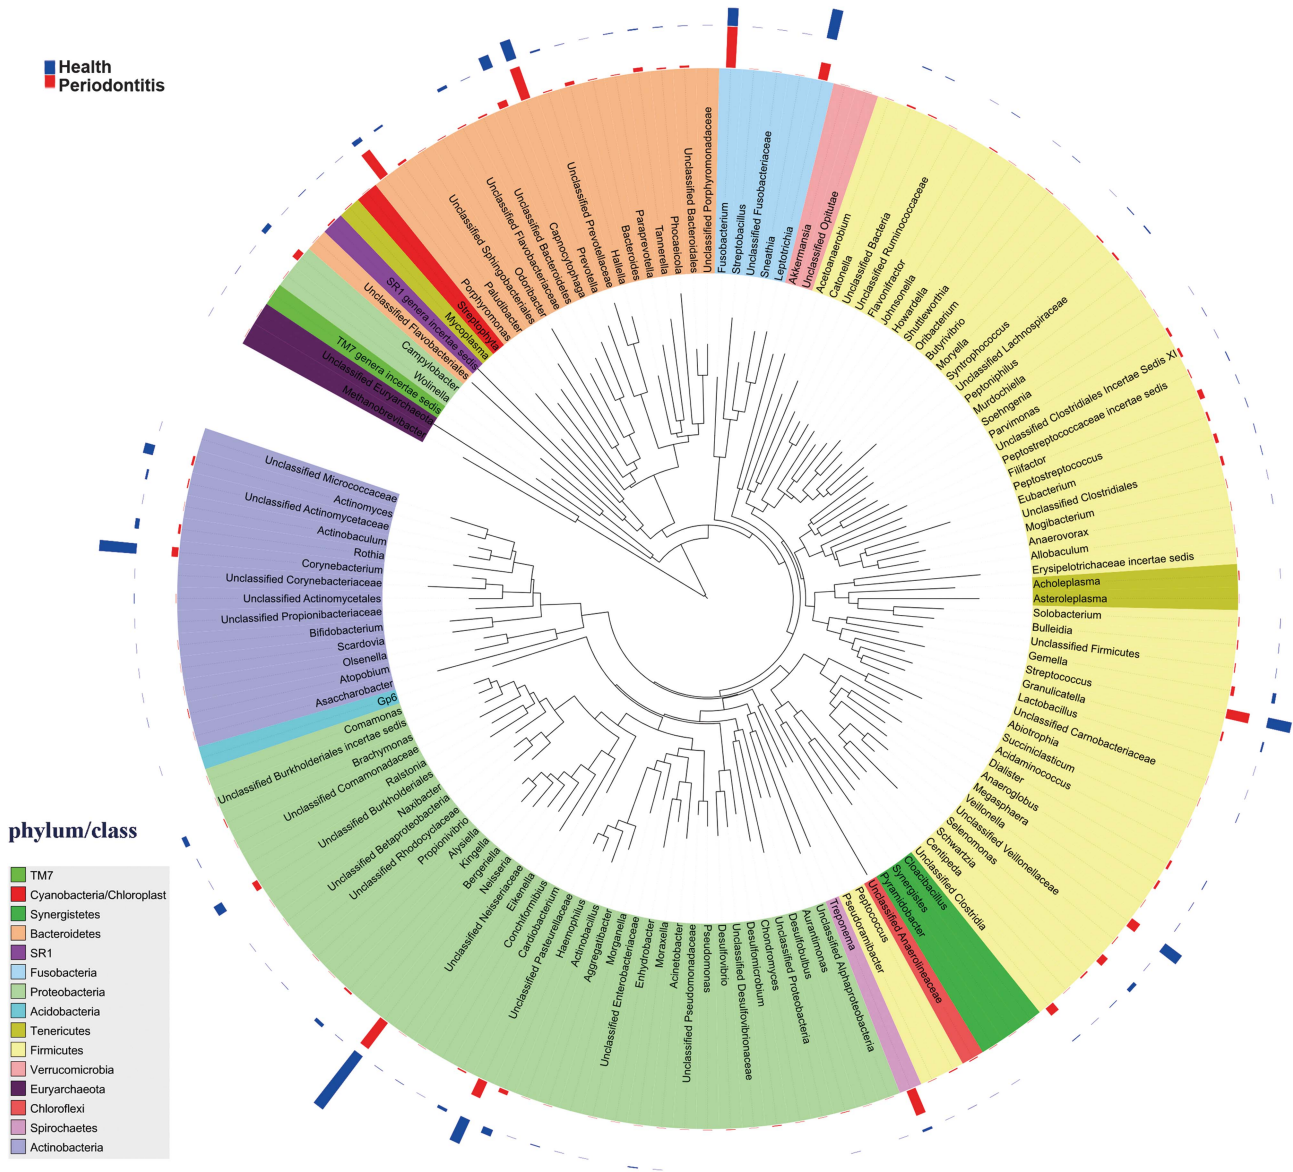 Health
Periodontitis
Fusobacterium
Streptobacillus
Unclassified Fusobacteriaceae
Sneathia
Leptotrichia
Akkermansia
Unclassified Opitutae
Acetoanaerobium
Catonella
Unclassified Bacteria
Unclassified Ruminococcaceae
Flavonifractor
Johnsonella
Howardella
Shuttleworthia
Oribacterium
Butyrivibrio
Moryella
Syntrophococcus
Unclassified Lachnospiraceae
Peptoniphilus
Murdochiella
Soehngenia
Parvimonas
Unclassified Clostridiales Incertae Sedis XI
Peptostreptococcaceae incertae sedis
Filifactor
Peptostreptococcus
Eubacterium
Unclassified Clostridiales
Mogibacterium
Anaerovorax
Allobaculum
Erysipelotrichaceae incertae sedis
Acholeplasma
Asteroleplasma
Solobacterium
Bulleidia
Unclassified Firmicutes
Gemella
Streptococcus
Granulicatella
Lactobacillus
Unclassified Carnobacteriaceae
Abiotrophia
Succiniclasticum
Acidaminococcus
Dialister
Anaeroglobus
Megasphaera
Veillonella
Unclassified Veillonellaceae
Selenomonas
Schwartzia
Centipeda
Unclassified Clostridia
Cloacibacillus
Synergistes
Pyramidobacter
Unclassified Anaerolineaceae
Peptococcus
Pseudoramibacter
Treponema
Unclassified Alphaproteobacteria
Aurantimonas
Desulfobulbus
Unclassified Proteobacteria
Chondromyces
Desulfomicrobium
Unclassified Desulfovibrionaceae
Desulfovibrio
Pseudomonas
Unclassified Pseudomonadaceae
Acinetobacter
Moraxella
Enhydrobacter
Unclassified Enterobacteriaceae
Morganella
Aggregatibacter
Actinobacillus
Haemophilus
Unclassified Pasteurellaceae
Cardiobacterium
Conchiformibius
Eikenella
Unclassified Neisseriaceae
Neisseria
Bergeriella
Kingella
Alysiella
Propionivibrio
Unclassified Rhodocyclaceae
Unclassified Betaproteobacteria
Naxibacter
Unclassified Burkholderiales
Ralstonia
Unclassified Comamonadaceae
Brachymonas
Unclassified Burkholderiales incertae sedis
Comamonas
Gp6
Asaccharobacter
Atopobium
Olsenella
Scardovia
Bifidobacterium
Unclassified Propionibacteriaceae
Unclassified Actinomycetales
Unclassified Corynebacteriaceae
Corynebacterium
Rothia
Actinobaculum
Unclassified Actinomycetaceae
Actinomyces
Unclassified Micrococcaceae
Methanobrevibacter
Unclassified Euryarchaeota
TM7 genera incertae sedis
Wolinella
Campylobacter
Unclassified Flavobacteriales
SR1 genera incertae sedis
Mycoplasma
Streptophyta
Porphyromonas
Paludibacter
Unclassified Sphingobacteriales
Odoribacter
Unclassified Flavobacteriaceae
Unclassified Bacteroidetes
Capnocytophaga
Prevotella
Unclassified Prevotellaceae
Hallella
Bacteroides
Paraprevotella
Tannerella
Phocaeicola
Unclassified Bacteroidales
Unclassified Porphyromonadaceae
phylum/class
TM7
Cyanobacteria/Chloroplast
Synergistetes
Bacteroidetes
SR1
Fusobacteria
Proteobacteria
Acidobacteria
Tenericutes
Firmicutes
Verrucomicrobia
Euryarchaeota
Chloroflexi
Spirochaetes
Actinobacteria